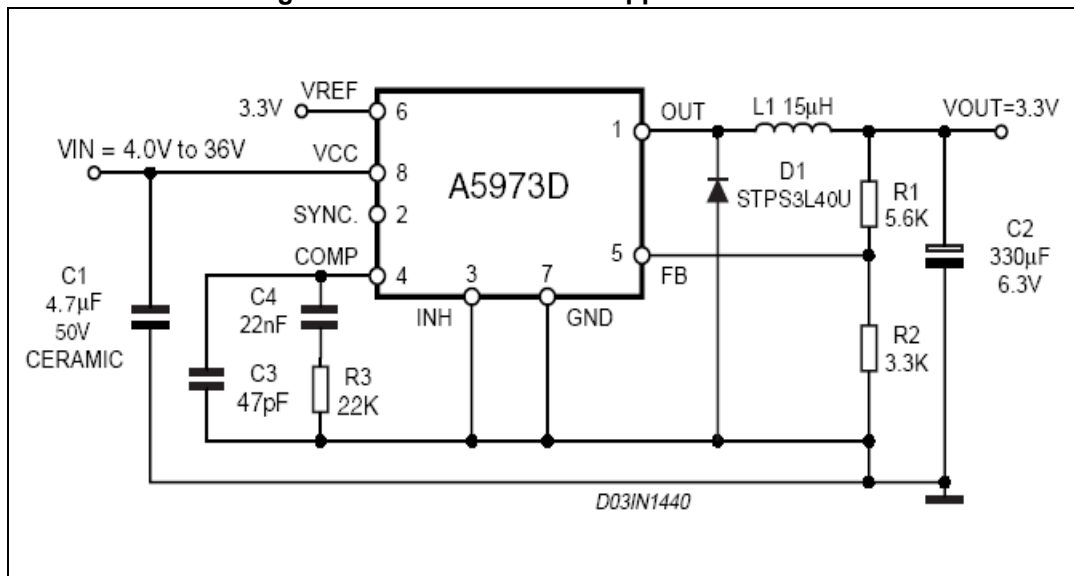 VREF
3.3V
6
OUT
L1 15µH
VOUT=3.3V
1
VIN = 4.0V to 36V
VCC
8
A5973D
D1
STPS3L40U
R1
5.6K
SYNC.
2
C2
330µF
6.3V
COMP
4
5
FB
3
7
INH
GND
C1
4.7µF
50V
CERAMIC
C4
22nF
R2
3.3K
C3
47pF
R3
22K
D03IN1440